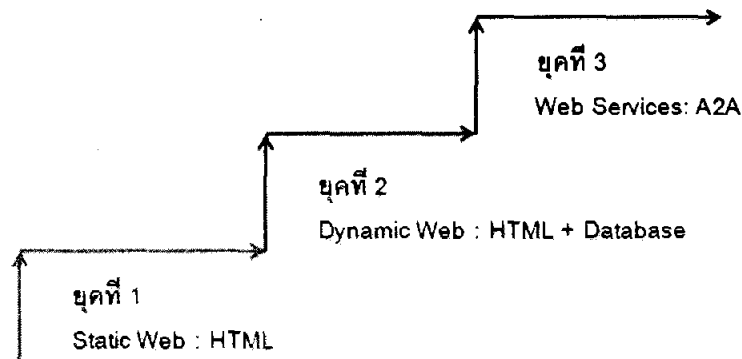 ยุคที่ 3
Web Services: A2A
ยุคที่ 2
Dynamic Web : HTML + Database
ยุคที่ 1
Static Web : HTML